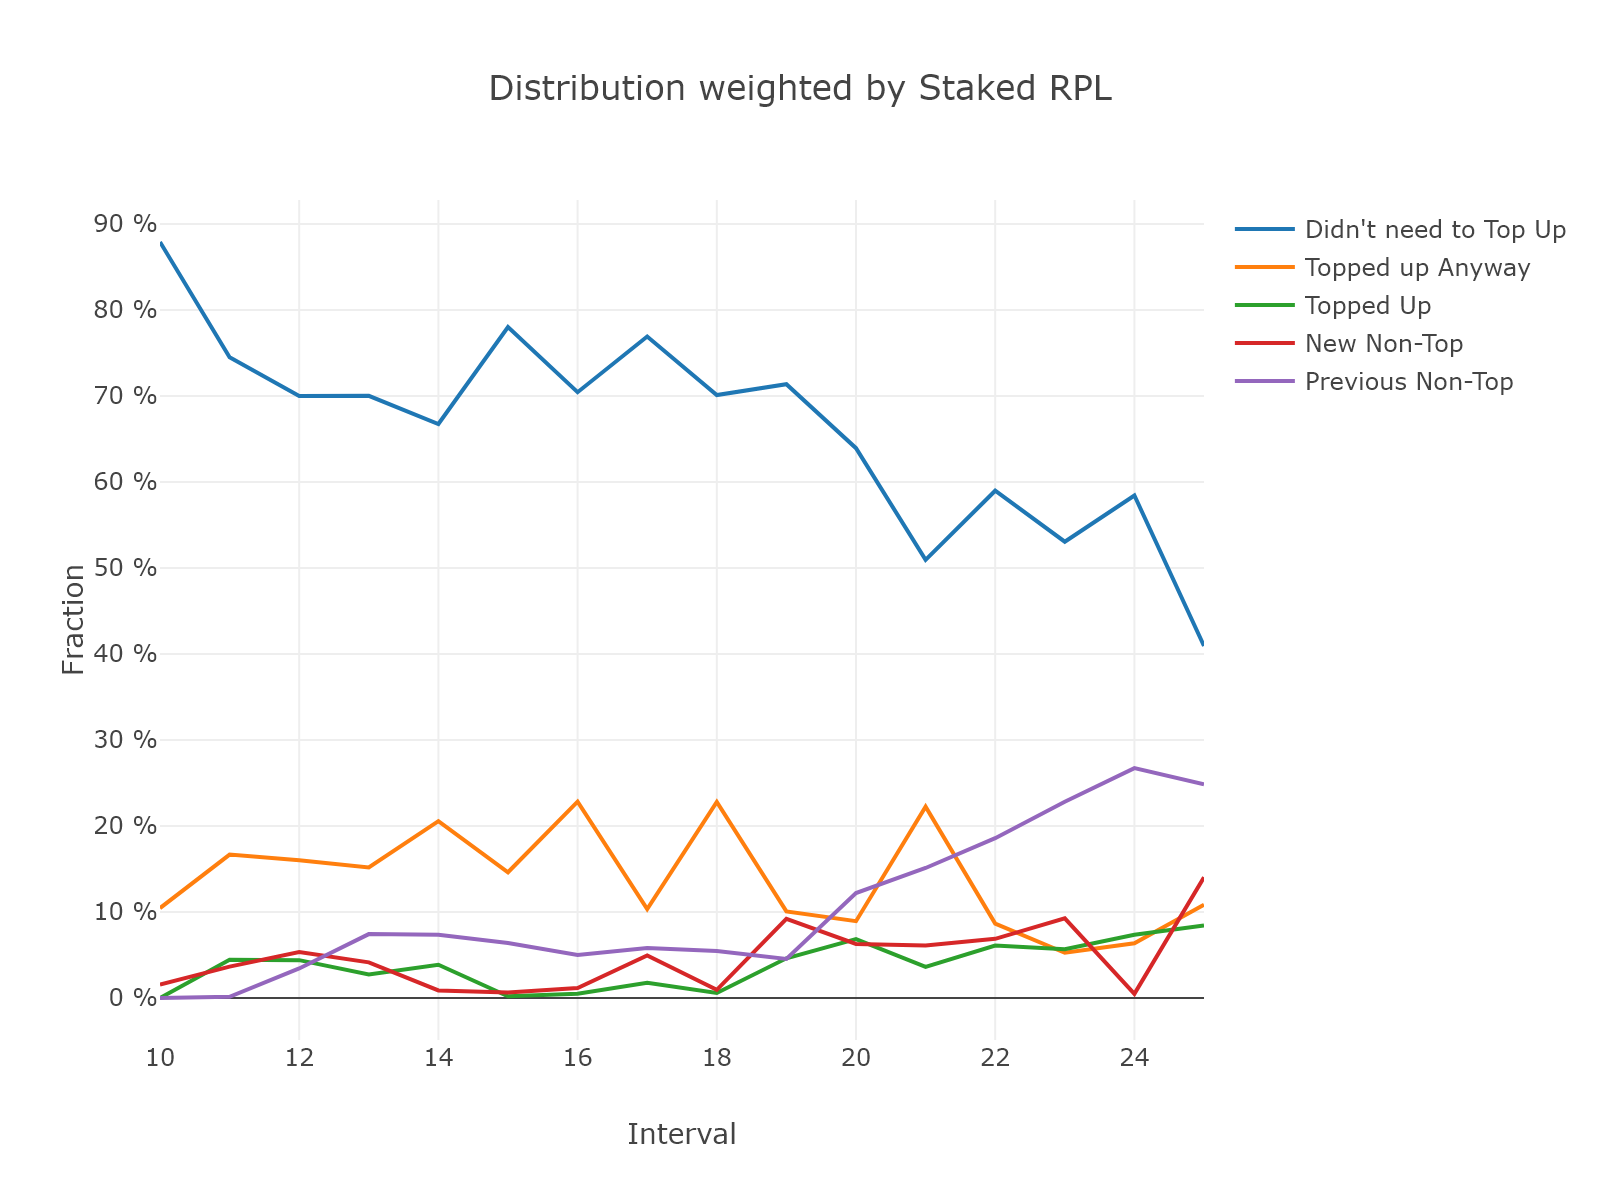 Distribution weighted by Staked RPL
90 %
80 %
70 %
60 %
50 %
40 %
30 %
20 %
10 %
0 %
Fraction
10 12 14 16 18 20 22 24
Interval
Didn't need to Top Up
Topped up Anyway
Topped Up
New Non-Top
Previous Non-Top